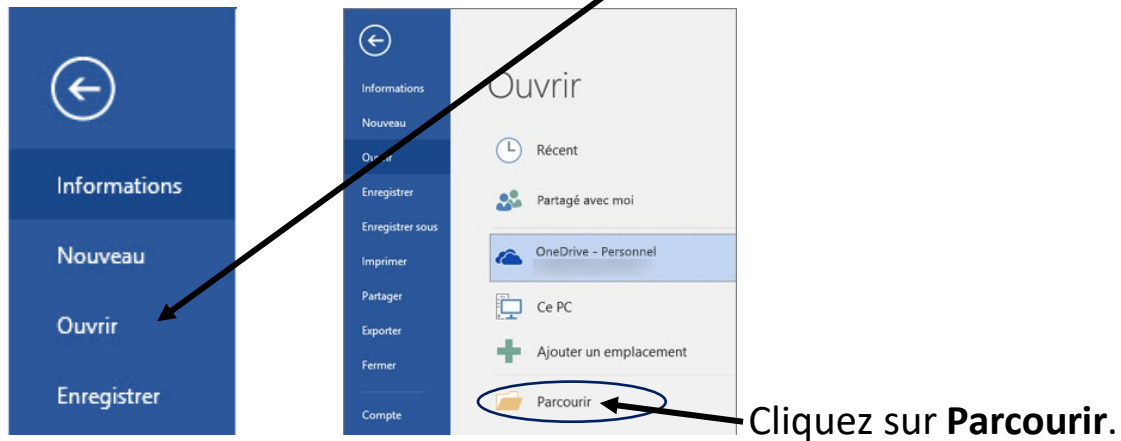 Informations
Nouveau
Ouvrir
Enregistrer
Informations
Nouveau
Ouvrir
Enregistrer
Enregistrer sous
Imprimer
Partager
Exporter
Fermer
Compte
Ouvrir
Récent
Partagé avec moi
OneDrive - Personnel
Ce PC
Ajouter un emplacement
Parcourir
Cliquez sur Parcourir.